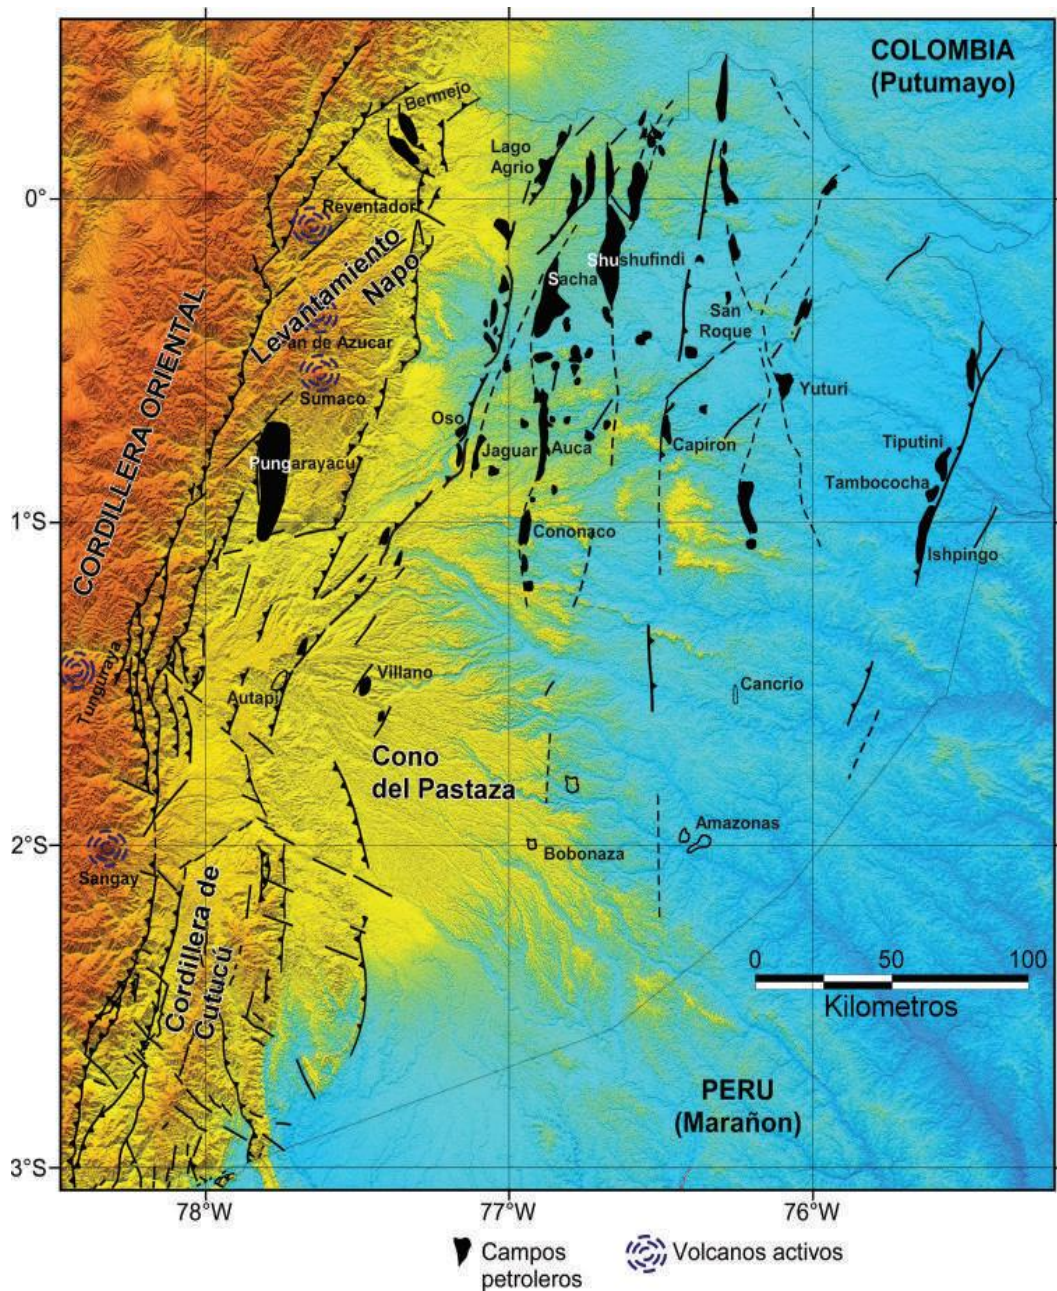 COLOMBIA
(Putumayo)
Bermejo
Lago
Agrio
0°
Reventador
Levantamiento
Napo
Shushufindi
Sacha
San
Roque
an de Azucar
Sumaco
CORDILLERA ORIENTAL
Yuturi
Oso
Jaguar
Auca
Capiron
Tiputini
Pungarayacu
Tambococha
1°S
Cononaco
Ishpingo
Tungurahua
Autapi
Villano
Cancrio
Cono
del Pastaza
Amazonas
2°S
Bobonaza
Sangay
Cordillera de
Cutucú
0 50 100
Kilometros
PERU
(Marañon)
3°S
78°W 77°W 76°W
Campos
petroleros
Volcanos activos